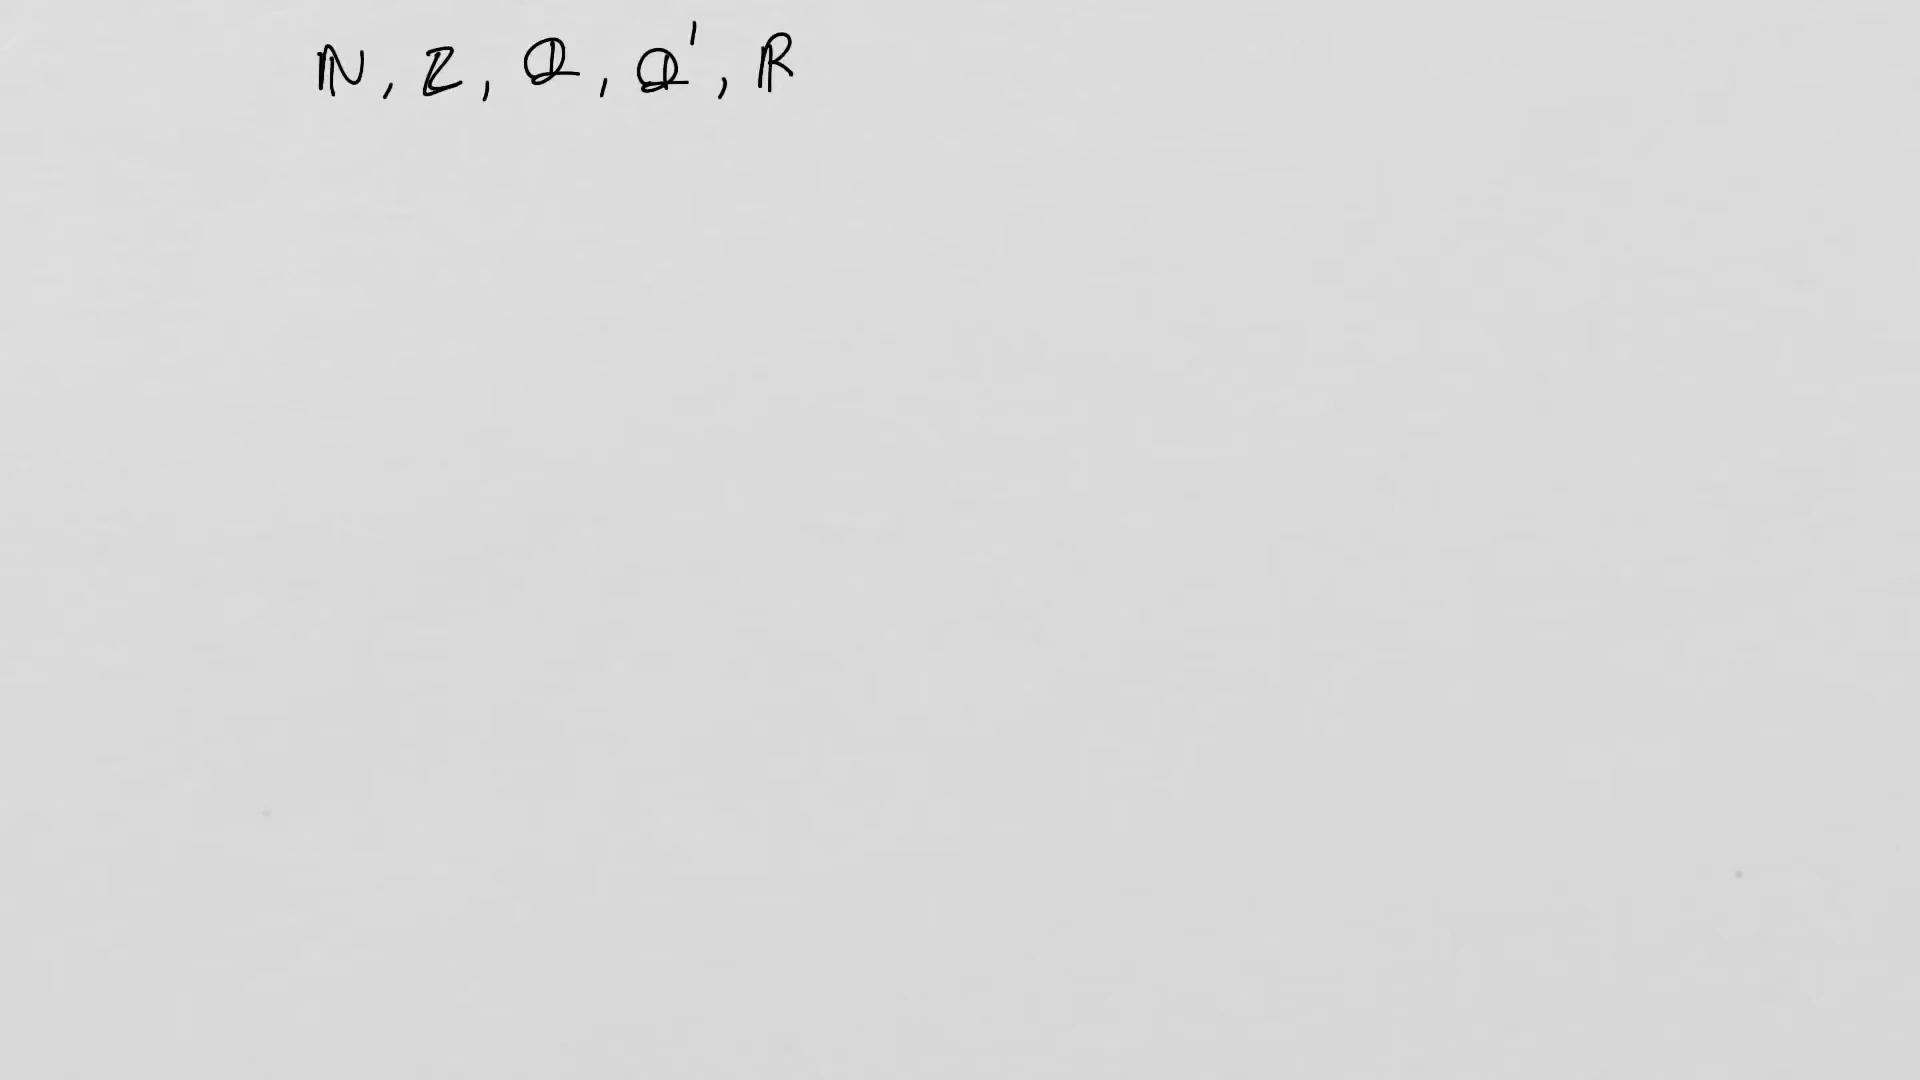 ℕ, ℤ, ℚ, ℚ', ℝ